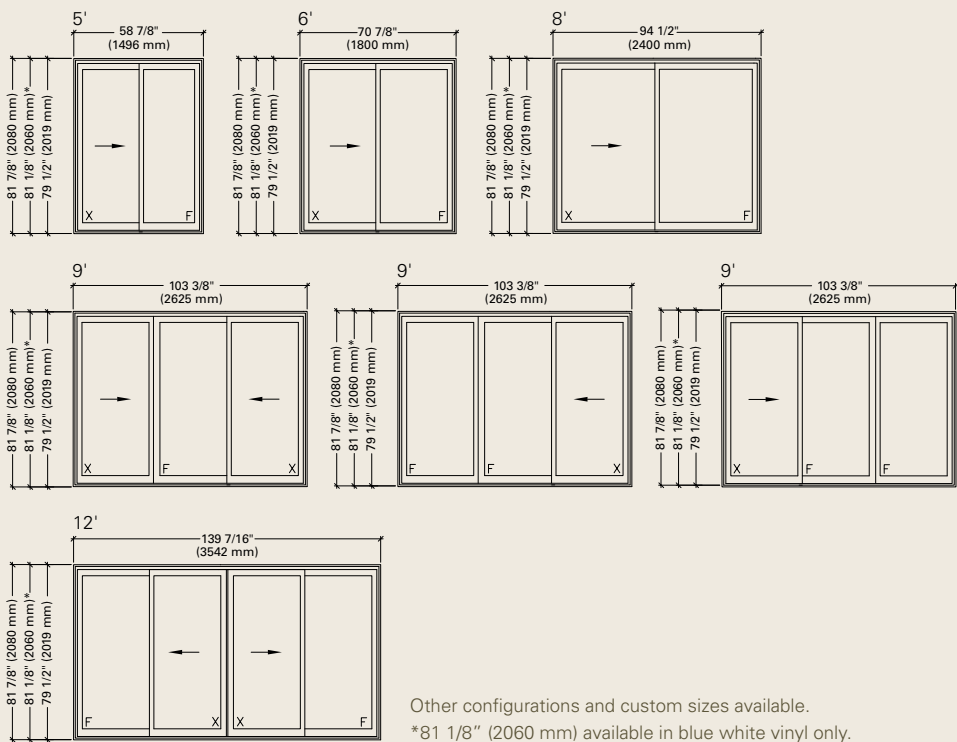 5'
58 7/8"
(1496 mm)
81 7/8" (2080 mm)
81 1/8" (2060 mm)*
79 1/2" (2019 mm)
X
F
6'
70 7/8"
(1800 mm)
81 7/8" (2080 mm)
81 1/8" (2060 mm)*
79 1/2" (2019 mm)
X
F
8'
94 1/2"
(2400 mm)
81 7/8" (2080 mm)
81 1/8" (2060 mm)*
79 1/2" (2019 mm)
X
F
9'
103 3/8"
(2625 mm)
81 7/8" (2080 mm)
81 1/8" (2060 mm)*
79 1/2" (2019 mm)
X
F
X
9'
103 3/8"
(2625 mm)
81 7/8" (2080 mm)
81 1/8" (2060 mm)*
79 1/2" (2019 mm)
F
F
X
9'
103 3/8"
(2625 mm)
81 7/8" (2080 mm)
81 1/8" (2060 mm)*
79 1/2" (2019 mm)
X
F
F
12'
139 7/16"
(3542 mm)
81 7/8" (2080 mm)
81 1/8" (2060 mm)*
79 1/2" (2019 mm)
F
X
X
F
Other configurations and custom sizes available.
*81 1/8” (2060 mm) available in blue white vinyl only.